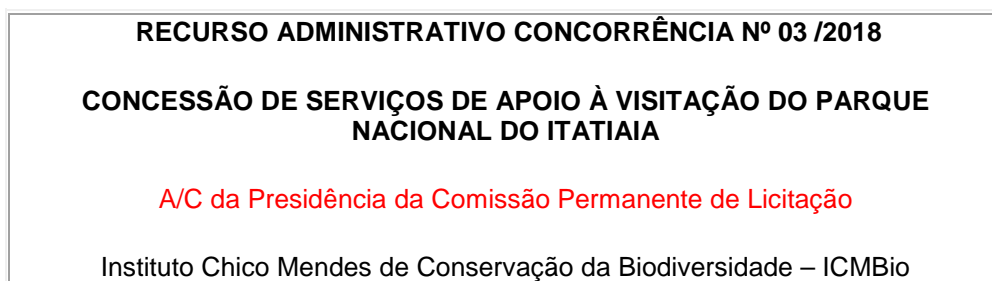 RECURSO ADMINISTRATIVO CONCORRÊNCIA Nº 03 /2018
CONCESSÃO DE SERVIÇOS DE APOIO À VISITAÇÃO DO PARQUE
NACIONAL DO ITATIAIA
A/C da Presidência da Comissão Permanente de Licitação
Instituto Chico Mendes de Conservação da Biodiversidade – ICMBio